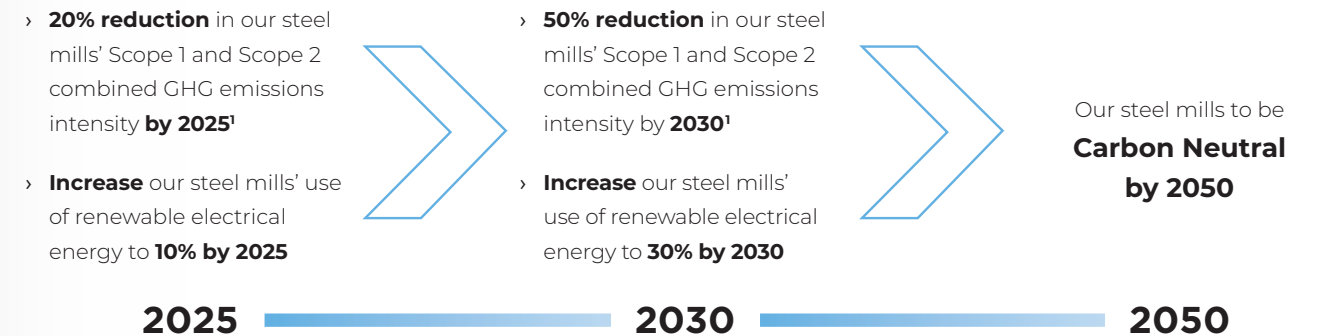 › 20% reduction in our steel
mills’ Scope 1 and Scope 2
combined GHG emissions
intensity by 2025¹
› Increase our steel mills’ use
of renewable electrical
energy to 10% by 2025
› 50% reduction in our steel
mills’ Scope 1 and Scope 2
combined GHG emissions
intensity by 2030¹
› Increase our steel mills’
use of renewable electrical
energy to 30% by 2030
Our steel mills to be
Carbon Neutral
by 2050
2025
2030
2050